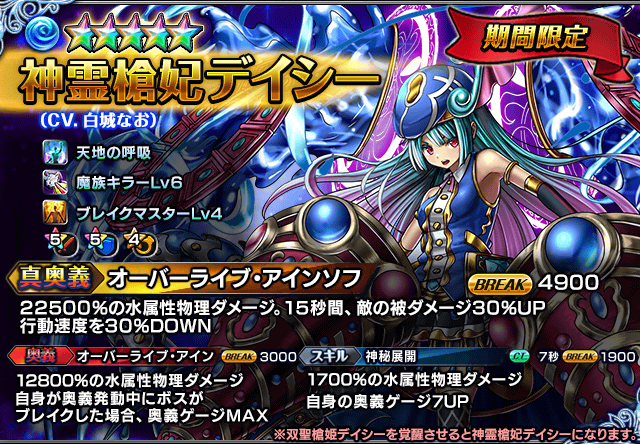 期間限定
神霊槍妃デイシー
(CV. 白城なお)
天地の呼吸
魔族キラーLv6
ブレイクマスターLv4
5 5 4
真奥義 オーバーライブ・アインソフ BREAK 4900
22500%の水属性物理ダメージ。15秒間、敵の被ダメージ30%UP
行動速度を30%DOWN
奥義 オーバーライブ・アイン BREAK 3000
12800%の水属性物理ダメージ
自身が奥義発動中にボスが
ブレイクした場合、奥義ゲージMAX
スキル 神秘展開 CT 7秒 BREAK 1900
1700%の水属性物理ダメージ
自身の奥義ゲージ7UP
※双聖槍姫デイシーを覚醒させると神霊槍妃デイシーになります。